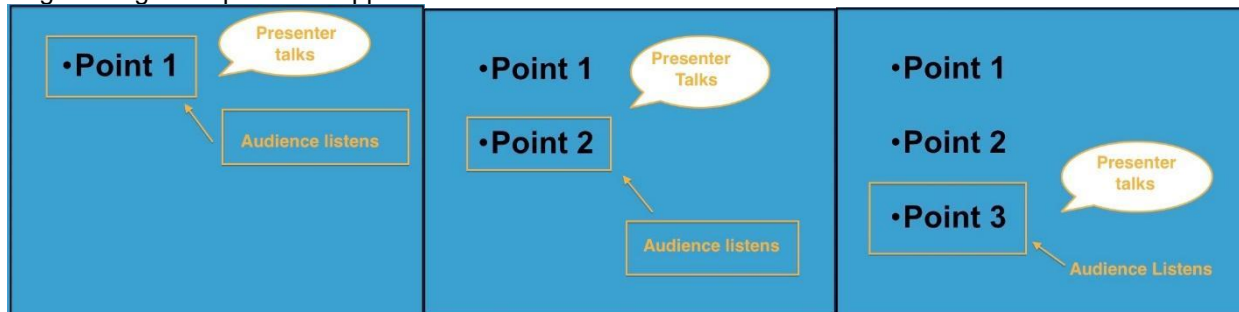 •Point 1
Presenter
talks
Audience listens
•Point 1
Presenter
Talks
•Point 2
Audience listens
•Point 1
•Point 2
Presenter
talks
•Point 3
Audience Listens